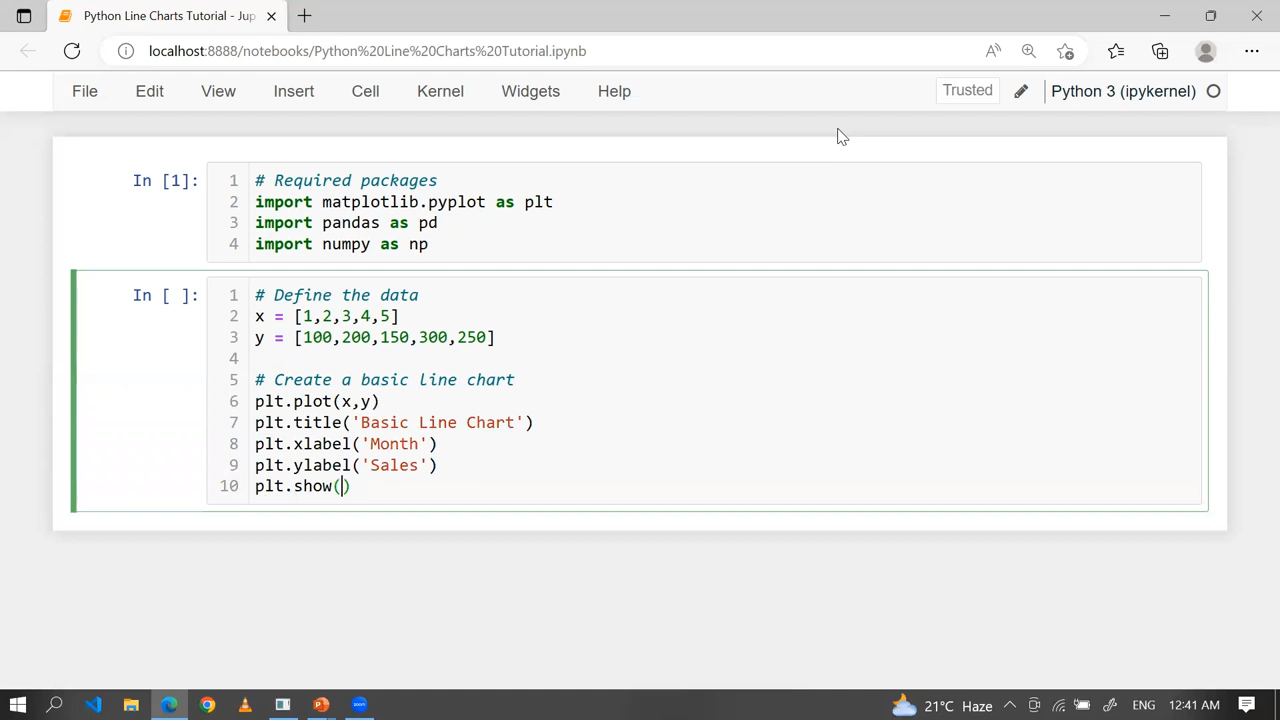 Python Line Charts Tutorial - Jup
localhost:8888/notebooks/Python%20Line%20Charts%20Tutorial.ipynb
File Edit View Insert Cell Kernel Widgets Help Trusted Python 3 (ipykernel)
In [1]:
1 # Required packages
2 import matplotlib.pyplot as plt
3 import pandas as pd
4 import numpy as np
In [ ]:
1 # Define the data
2 x = [1,2,3,4,5]
3 y = [100,200,150,300,250]
4
5 # Create a basic line chart
6 plt.plot(x,y)
7 plt.title('Basic Line Chart')
8 plt.xlabel('Month')
9 plt.ylabel('Sales')
10 plt.show()
21°C Haze ENG 12:41 AM